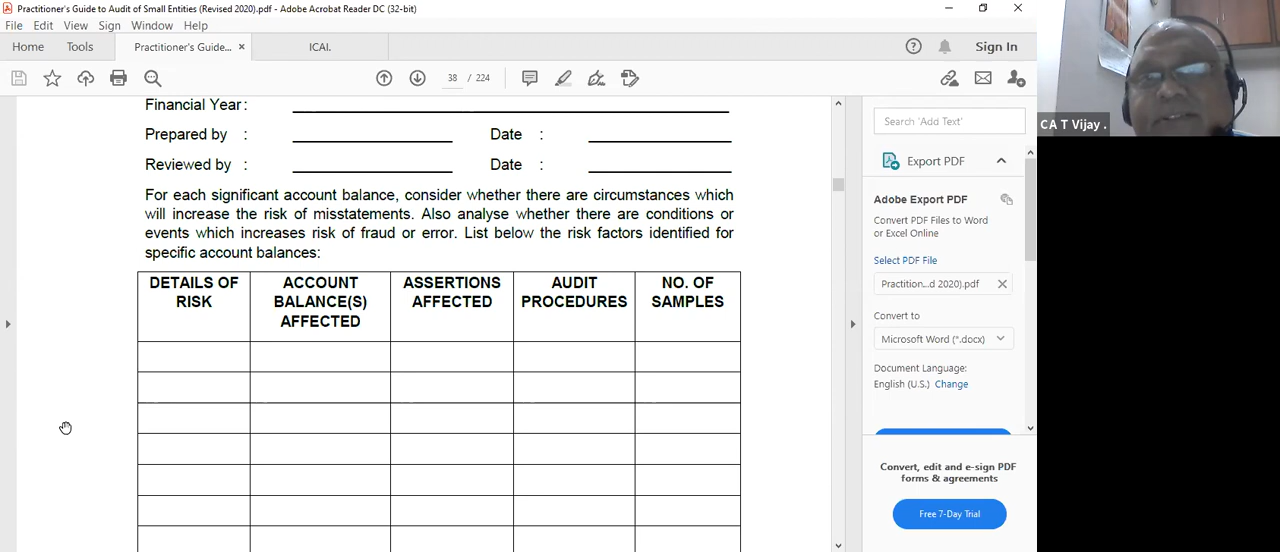 Practitioner's Guide to Audit of Small Entities (Revised 2020).pdf - Adobe Acrobat Reader DC (32-bit)
File Edit View Sign Window Help
Home Tools Practitioner's Guide... × ICAI. Sign In
38 / 224
Financial Year :
Prepared by : Date :
Reviewed by : Date :
For each significant account balance, consider whether there are circumstances which
will increase the risk of misstatements. Also analyse whether there are conditions or
events which increases risk of fraud or error. List below the risk factors identified for
specific account balances:
DETAILS OF RISK
ACCOUNT BALANCE(S) AFFECTED
ASSERTIONS AFFECTED
AUDIT PROCEDURES
NO. OF SAMPLES
Search 'Add Text'
Export PDF
Adobe Export PDF
Convert PDF Files to Word
or Excel Online
Select PDF File
Practition...d 2020).pdf ×
Convert to
Microsoft Word (*.docx)
Document Language:
English (U.S.) Change
Convert, edit and e-sign PDF
forms & agreements
Free 7-Day Trial
CA T Vijay .